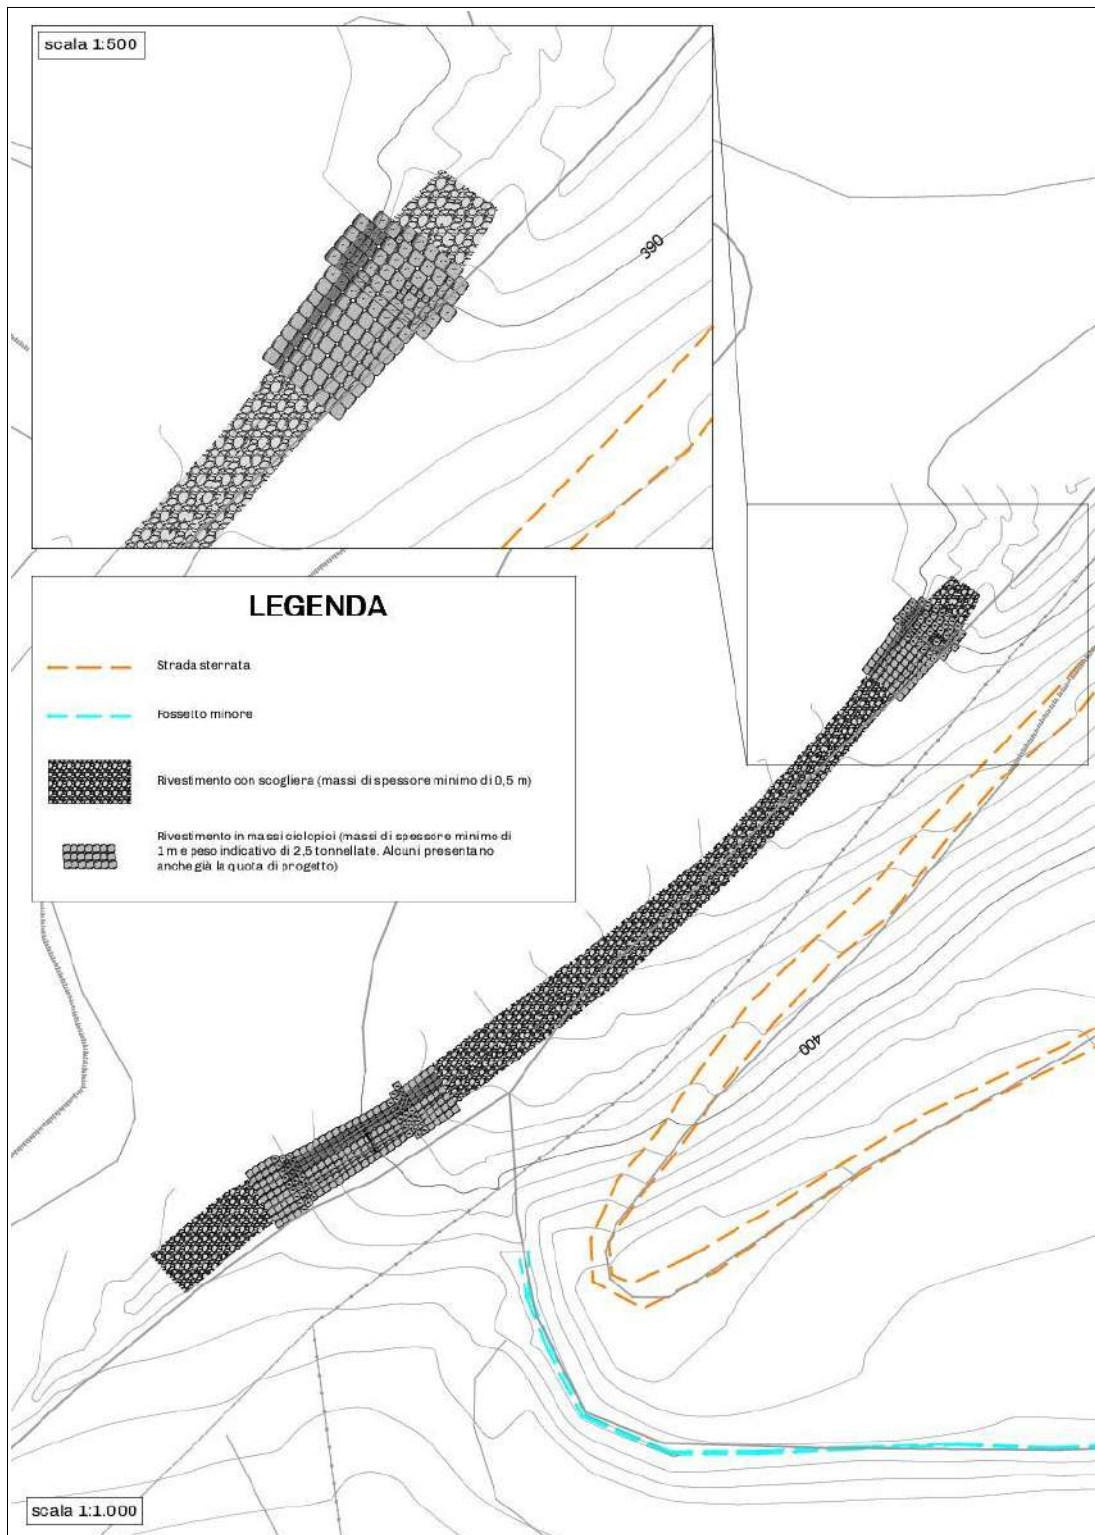 scala 1:500
390
LEGENDA
Strada sterrata
Fossetto minore
Rivestimento con scogliera (massi di spessore minimo di 0,5 m)
Rivestimento in massi ciclopici (massi di spessore minimo di
1 m e peso indicativo di 2,5 tonnellate. Alcuni presentano
anche già la quota di progetto)
400
scala 1:1.000